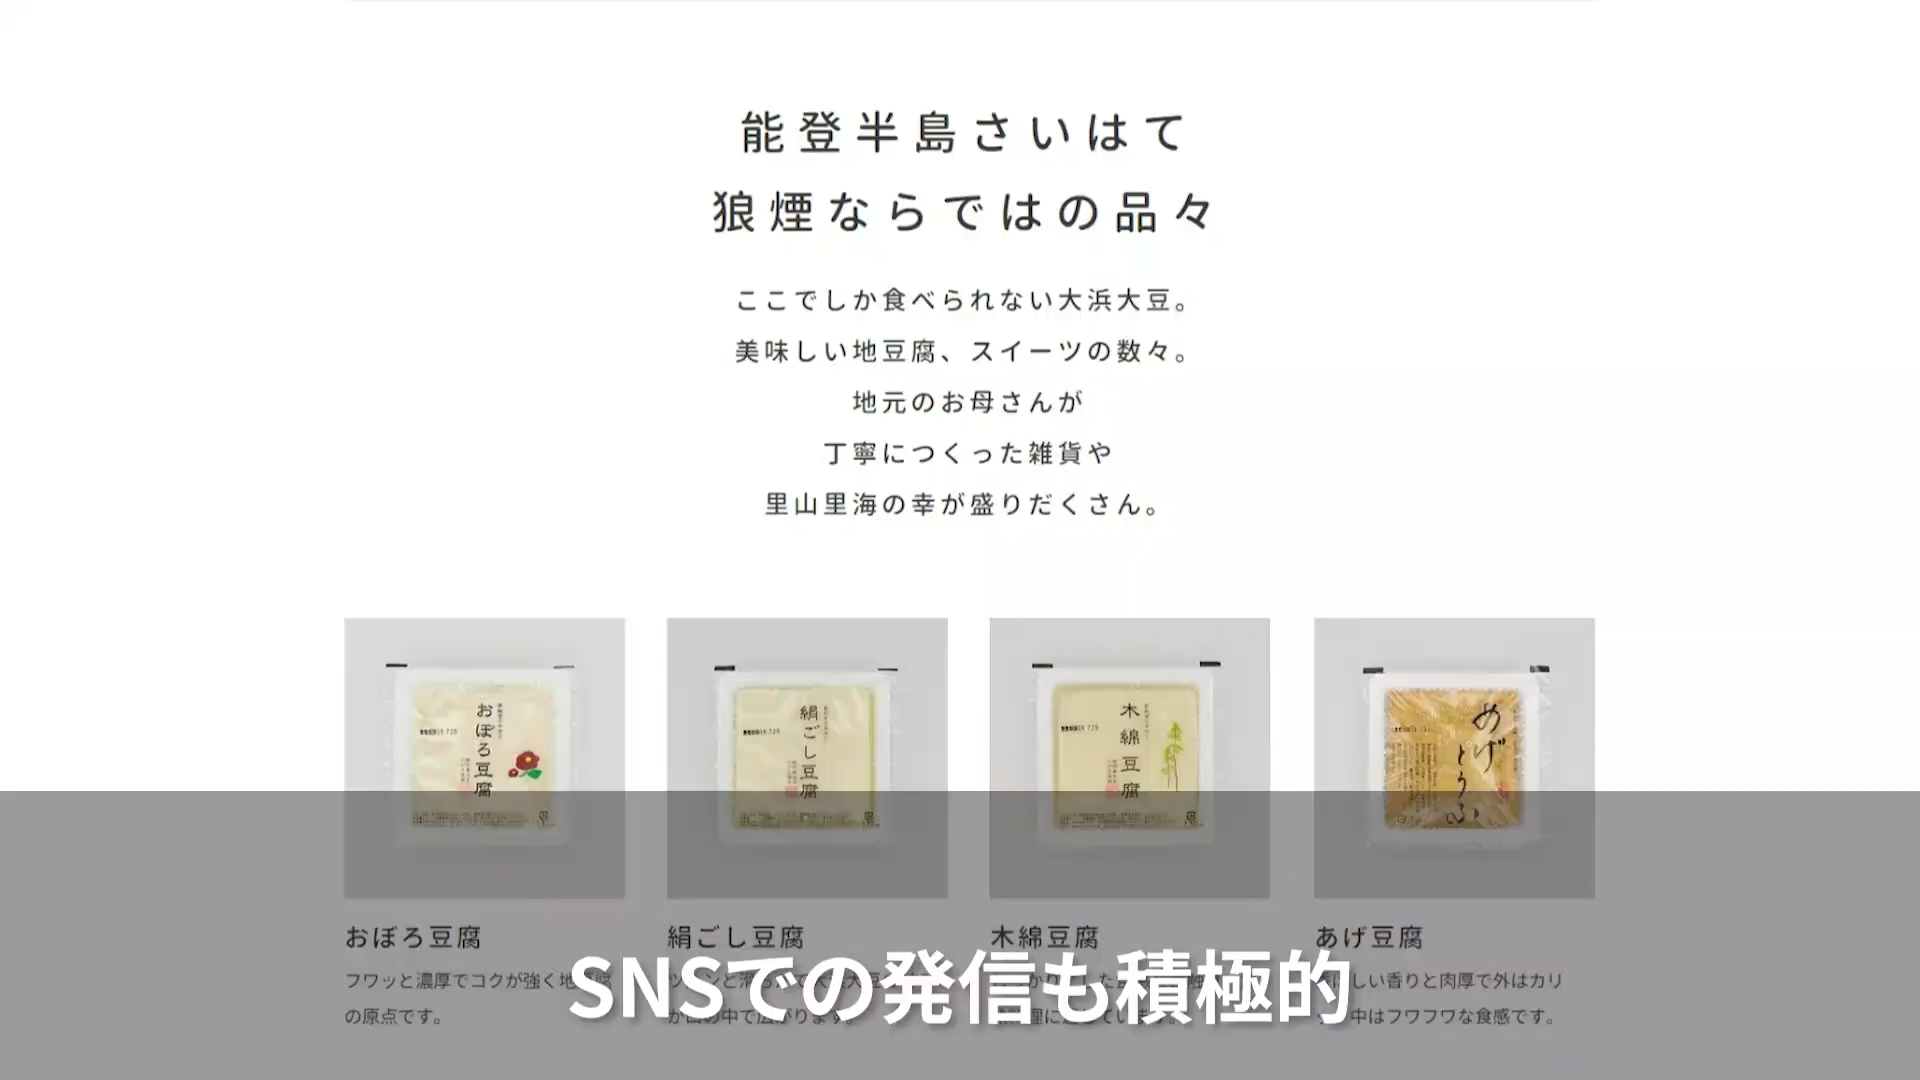 能登半島さいはて
狼煙ならではの品々
ここでしか食べられない大浜大豆。
美味しい地豆腐、スイーツの数々。
地元のお母さんが
丁寧につくった雑貨や
里山里海の幸が盛りだくさん。
おぼろ豆腐
絹ごし豆腐
木綿豆腐
あげどうふ
おぼろ豆腐
絹ごし豆腐
木綿豆腐
あげ豆腐
フワッと濃厚でコクが強く地
の原点です。
しい香りと肉厚で外はカリ
中はフワフワな食感です。
SNSでの発信も積極的